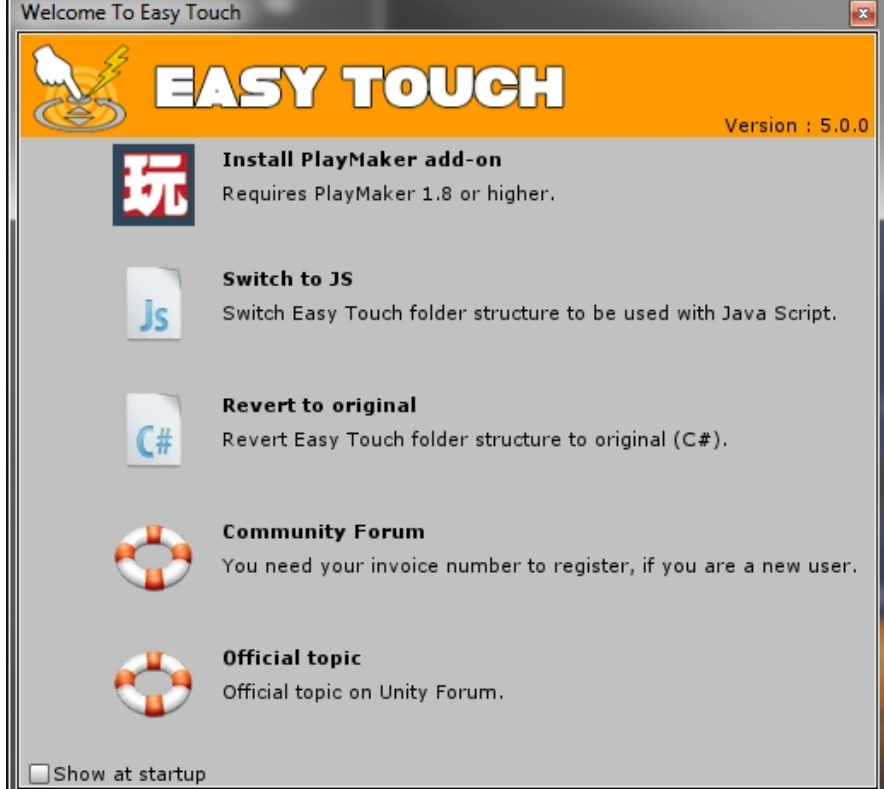 Welcome To Easy Touch
EASY TOUCH
Version : 5.0.0
玩
Install PlayMaker add-on
Requires PlayMaker 1.8 or higher.
Js
Switch to JS
Switch Easy Touch folder structure to be used with Java Script.
C#
Revert to original
Revert Easy Touch folder structure to original (C#).
Community Forum
You need your invoice number to register, if you are a new user.
Official topic
Official topic on Unity Forum.
Show at startup